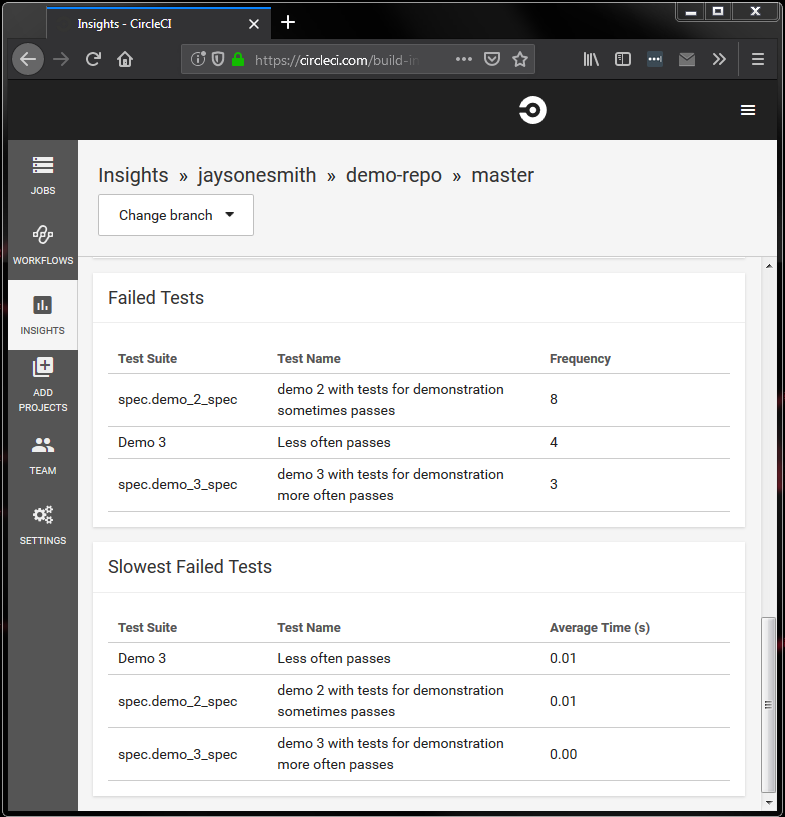 Insights - CircleCI
https://circleci.com/build-in
JOBS
WORKFLOWS
INSIGHTS
ADD
PROJECTS
TEAM
SETTINGS
Insights » jaysonesmith » demo-repo » master
Change branch
Failed Tests
Test Suite Test Name Frequency
spec.demo_2_spec demo 2 with tests for demonstration 8
sometimes passes
Demo 3 Less often passes 4
spec.demo_3_spec demo 3 with tests for demonstration 3
more often passes
Slowest Failed Tests
Test Suite Test Name Average Time (s)
Demo 3 Less often passes 0.01
spec.demo_2_spec demo 2 with tests for demonstration 0.01
sometimes passes
spec.demo_3_spec demo 3 with tests for demonstration 0.00
more often passes